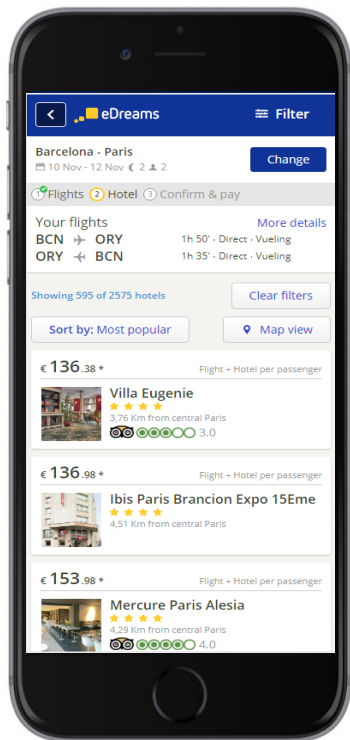 eDreams
Filter
Barcelona - Paris
10 Nov - 12 Nov 2 2
Change
1 Flights 2 Hotel 3 Confirm & pay
Your flights More details
BCN ORY 1h 50' - Direct - Vueling
ORY BCN 1h 35' - Direct - Vueling
Showing 595 of 2575 hotels
Clear filters
Sort by: Most popular
Map view
€ 136.38 * Flight + Hotel per passenger
Villa Eugenie
3,76 Km from central Paris
3.0
€ 136.98 * Flight + Hotel per passenger
Ibis Paris Brancion Expo 15Eme
4,51 Km from central Paris
€ 153.98 * Flight + Hotel per passenger
Mercure Paris Alesia
4,29 Km from central Paris
4.0